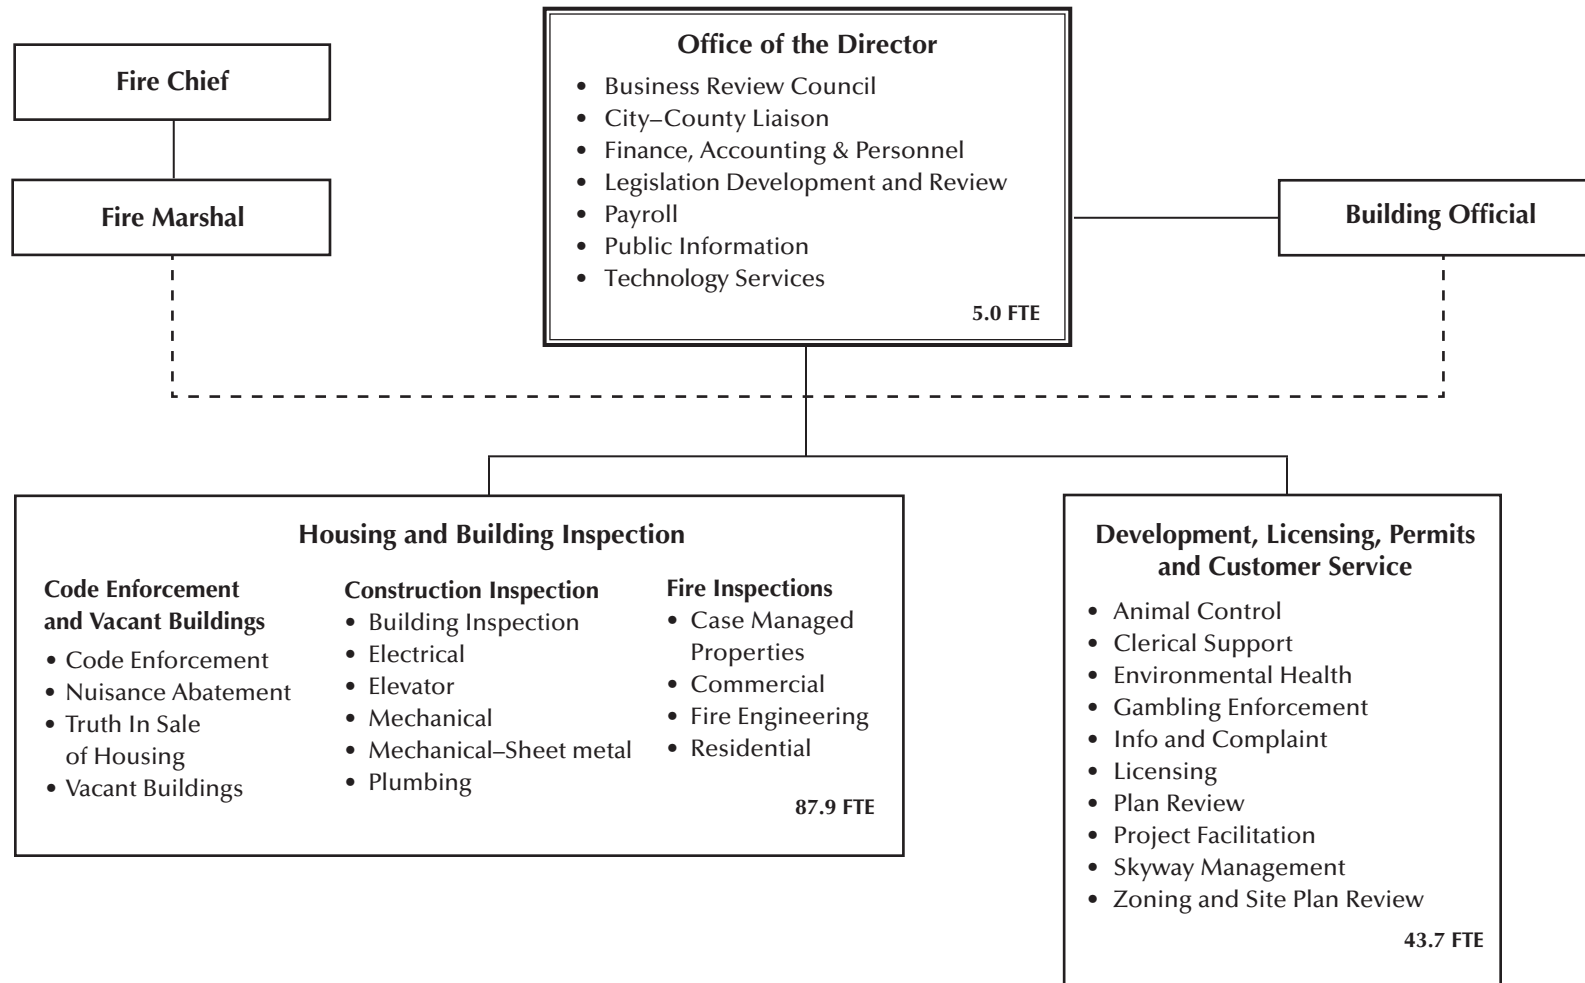 Fire Chief
Fire Marshal
Office of the Director
• Business Review Council
• City–County Liaison
• Finance, Accounting & Personnel
• Legislation Development and Review
• Payroll
• Public Information
• Technology Services
5.0 FTE
Building Official
Housing and Building Inspection
Code Enforcement
and Vacant Buildings
• Code Enforcement
• Nuisance Abatement
• Truth In Sale
of Housing
• Vacant Buildings
Construction Inspection
• Building Inspection
• Electrical
• Elevator
• Mechanical
• Mechanical–Sheet metal
• Plumbing
Fire Inspections
• Case Managed
Properties
• Commercial
• Fire Engineering
• Residential
87.9 FTE
Development, Licensing, Permits
and Customer Service
• Animal Control
• Clerical Support
• Environmental Health
• Gambling Enforcement
• Info and Complaint
• Licensing
• Plan Review
• Project Facilitation
• Skyway Management
• Zoning and Site Plan Review
43.7 FTE